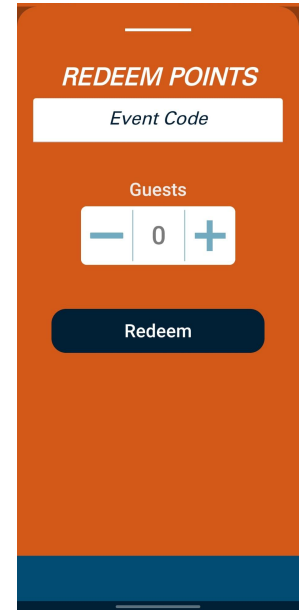 REDEEM POINTS
Event Code
Guests
0
Redeem